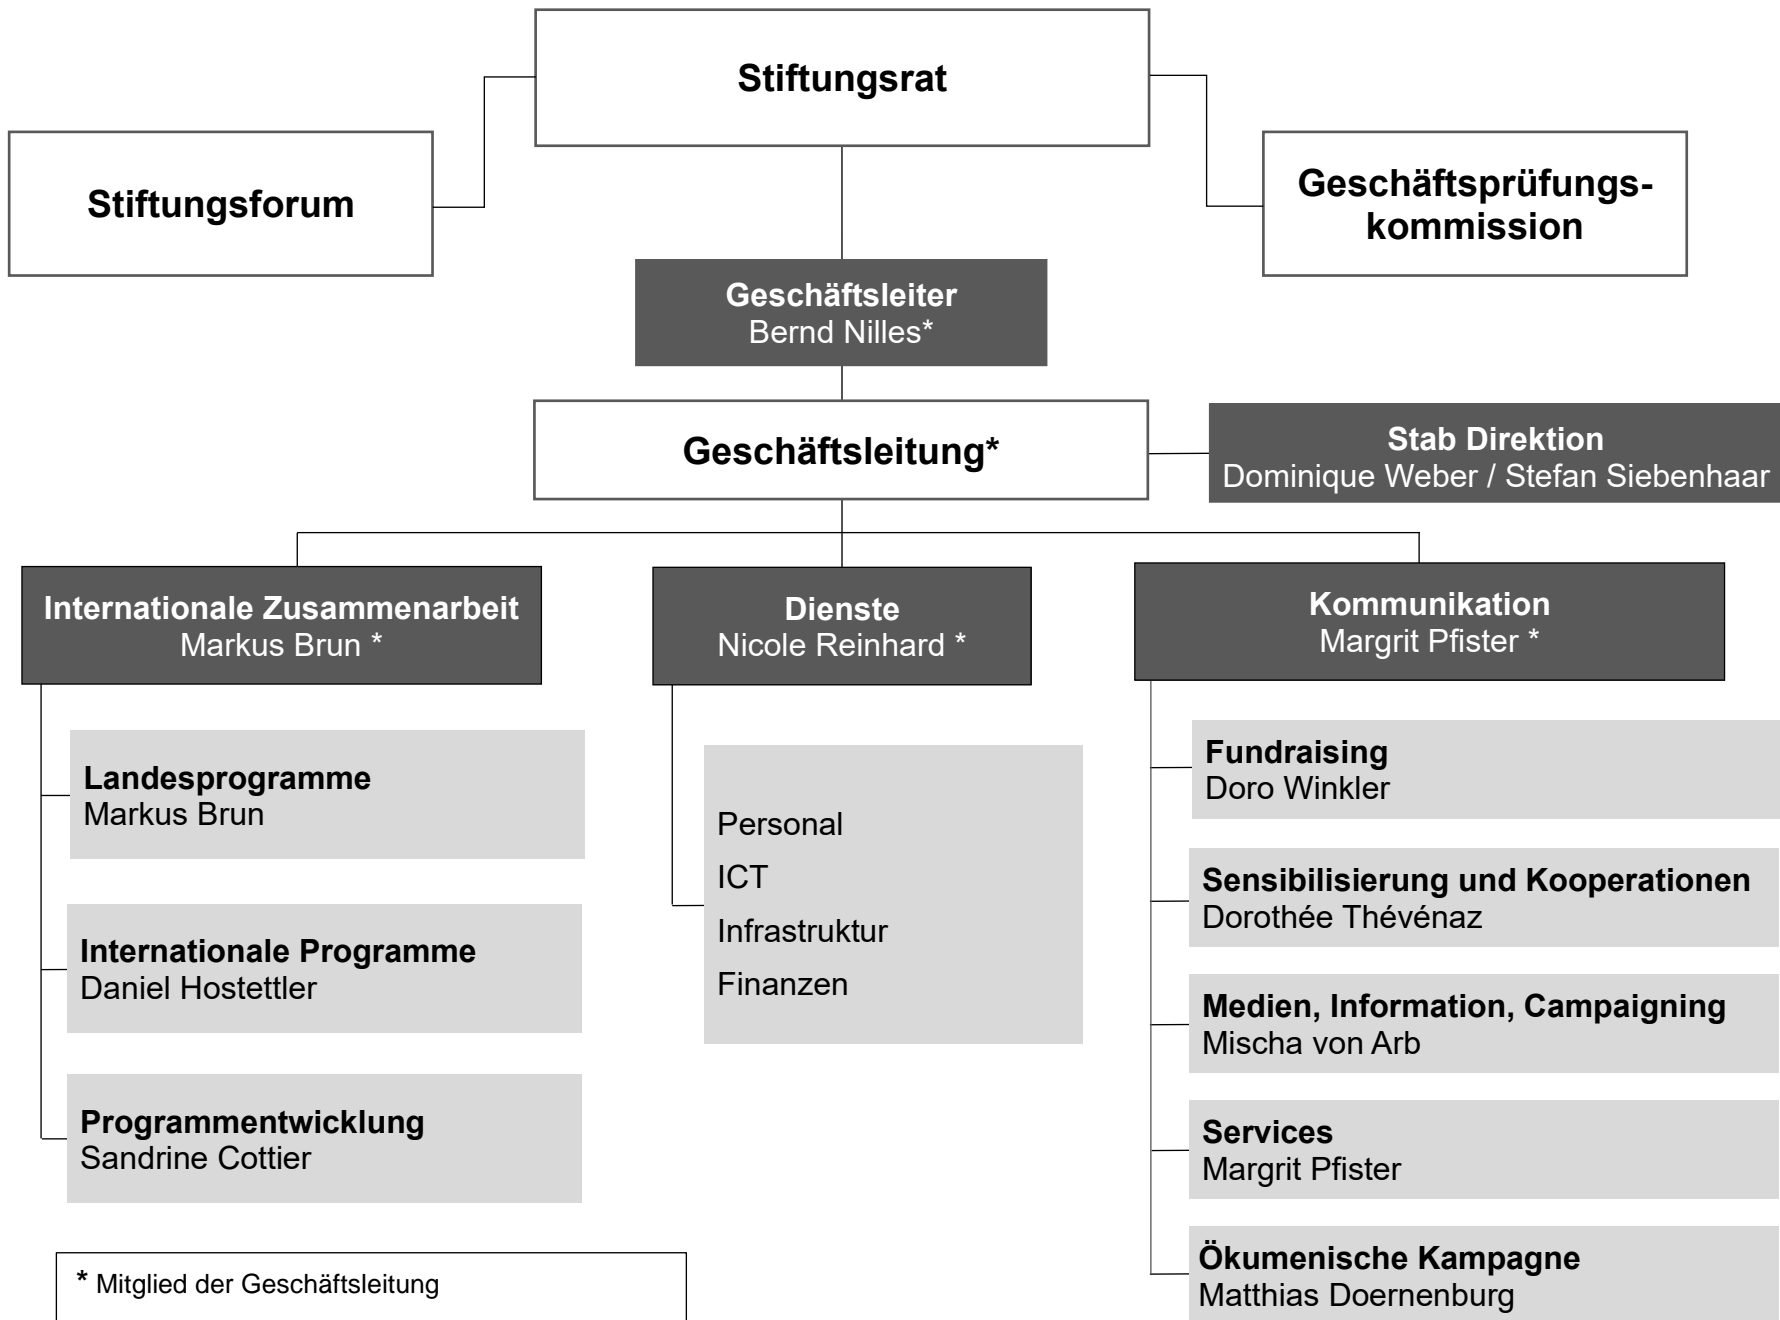 Stiftungsrat
Stiftungsforum
Geschäftsprüfungs-
kommission
Geschäftsleiter
Bernd Nilles*
Geschäftsleitung*
Stab Direktion
Dominique Weber / Stefan Siebenhaar
Internationale Zusammenarbeit
Markus Brun *
Landesprogramme
Markus Brun
Internationale Programme
Daniel Hostettler
Programmentwicklung
Sandrine Cottier
Dienste
Nicole Reinhard *
Personal
ICT
Infrastruktur
Finanzen
Kommunikation
Margrit Pfister *
Fundraising
Doro Winkler
Sensibilisierung und Kooperationen
Dorothée Thévénaz
Medien, Information, Campaigning
Mischa von Arb
Services
Margrit Pfister
Ökumenische Kampagne
Matthias Doernenburg
* Mitglied der Geschäftsleitung